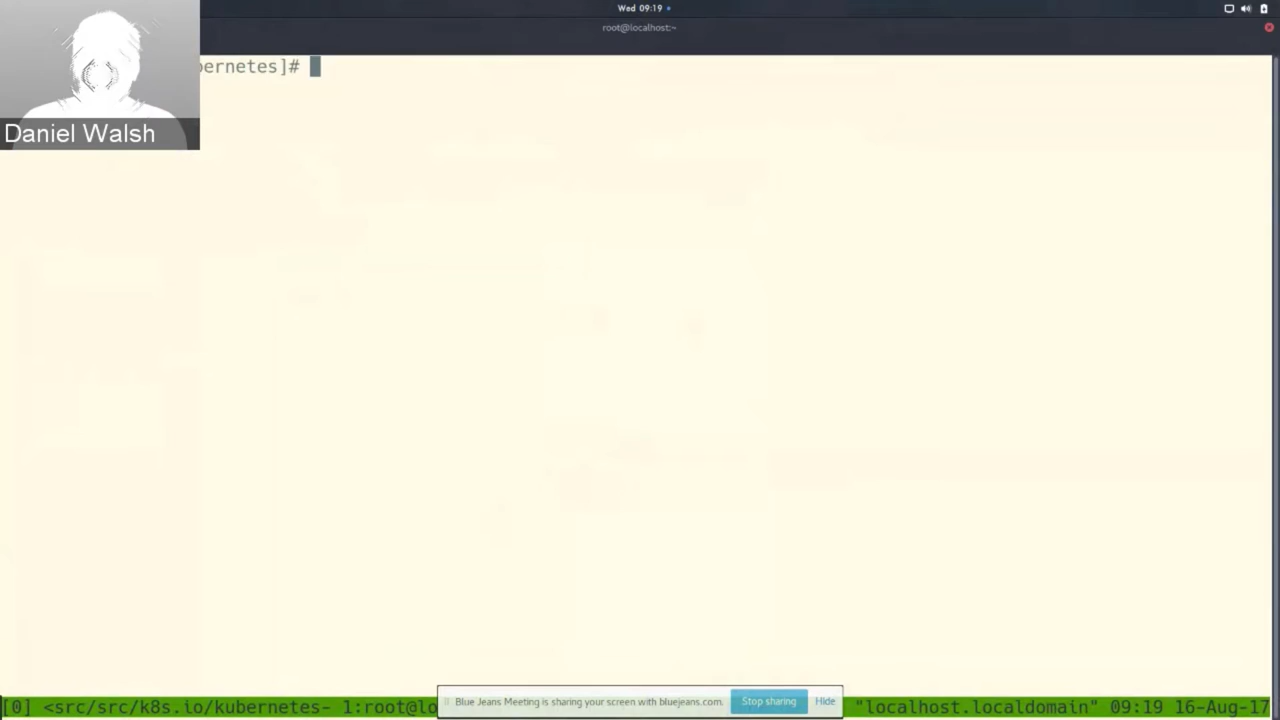 Wed 09:19
root@localhost:~
bernetes]#
Daniel Walsh
Blue Jeans Meeting is sharing your screen with bluejeans.com. Stop sharing Hide
[0] <src/src/k8s.io/kubernetes- 1:root@lo "localhost.localdomain" 09:19 16-Aug-17